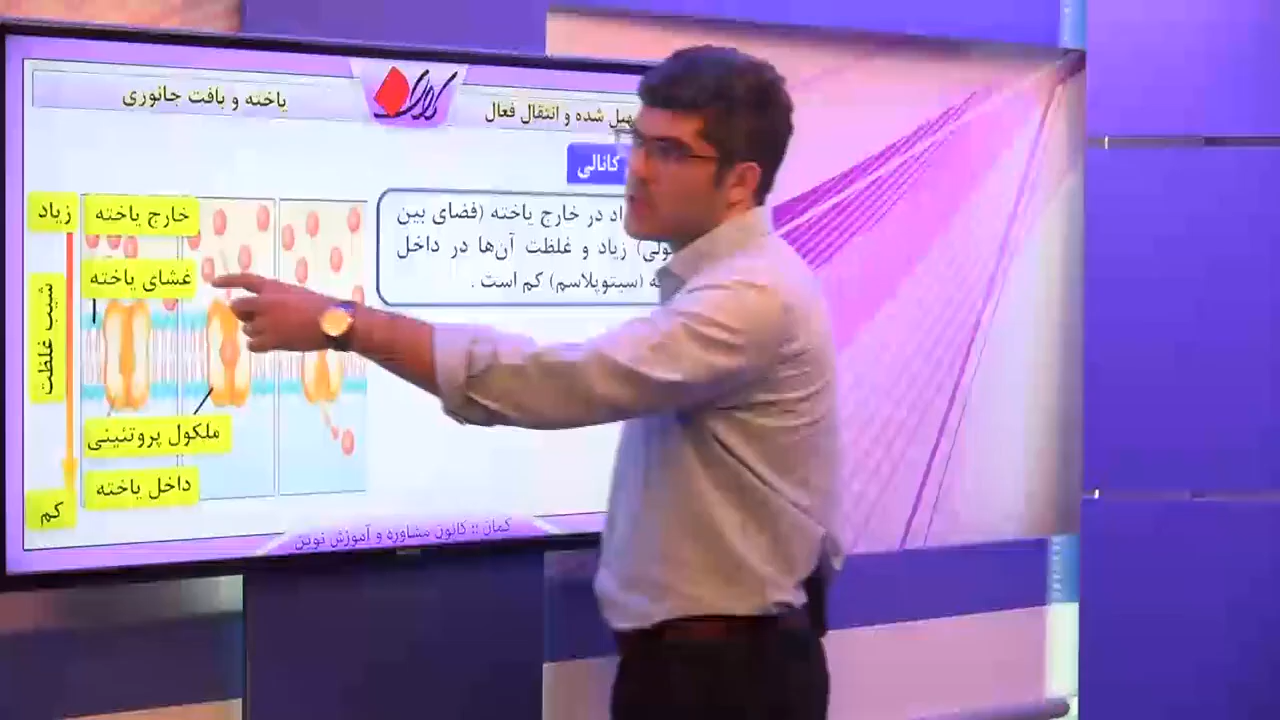 یاخته و بافت جانوری
شده و انتقال فعال
کانالی
در خارج یاخته (فضای بین
زیاد و غلظت آن‌ها در داخل
(سیتوپلاسم) کم است .
زیاد
خارج یاخته
غشای یاخته
شیب غلظت
ملکول پروتئینی
داخل یاخته
کم
کمان :: کانون مشاوره و آموزش نوین